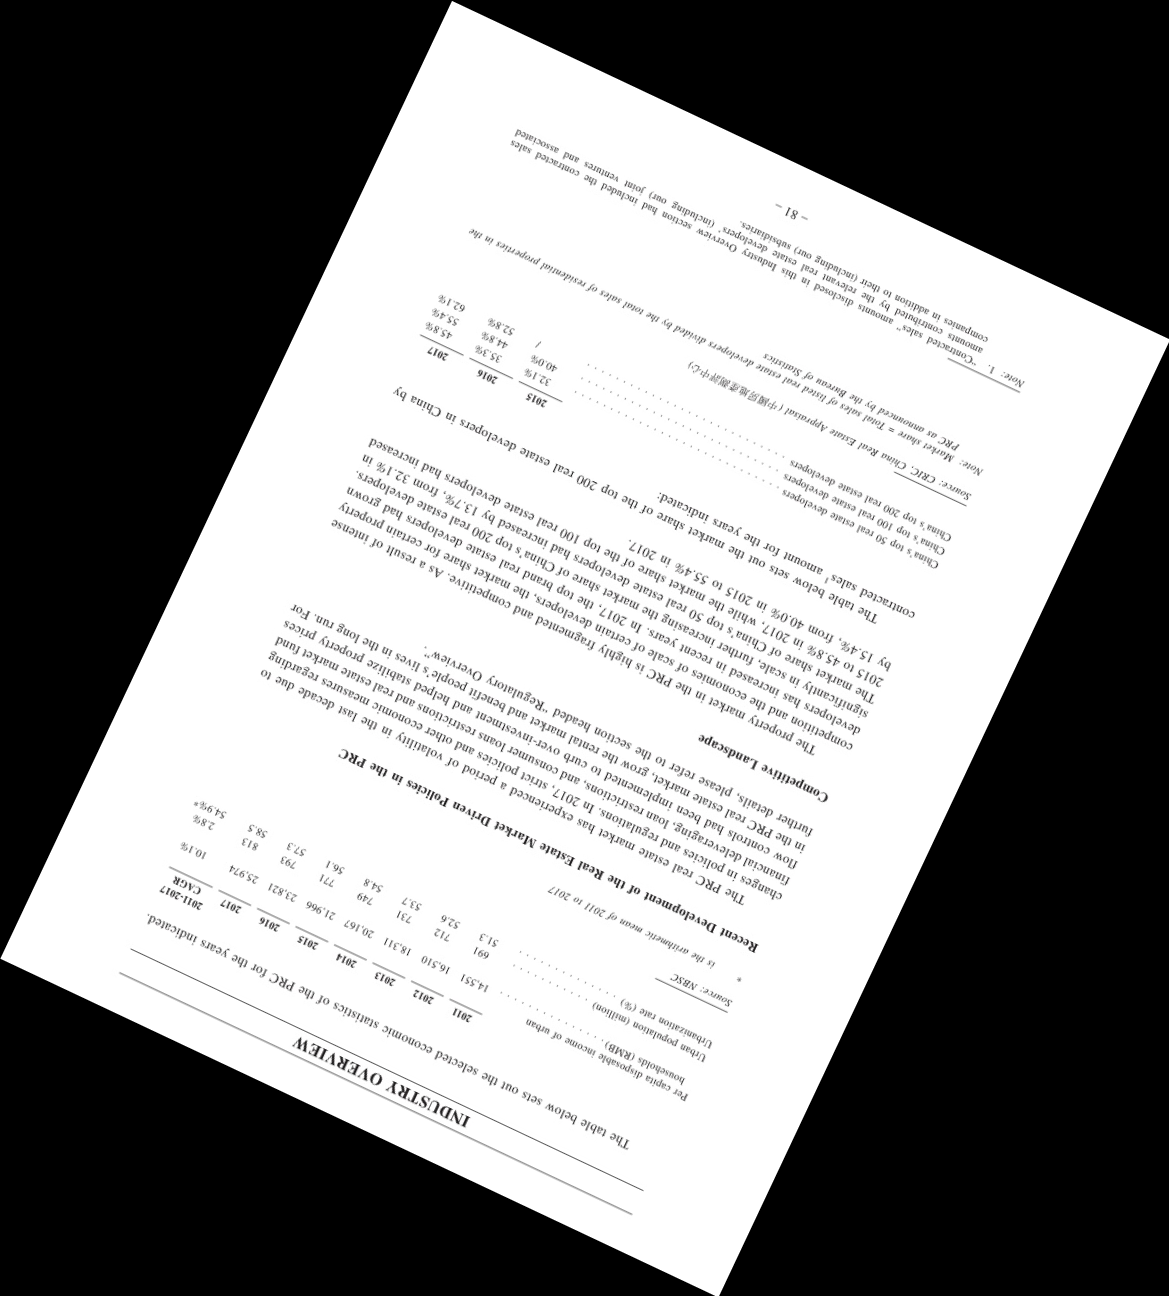 INDUSTRY OVERVIEW
The table below sets out the selected economic statistics of the PRC for the years indicated.
2011 2012 2013 2014 2015 2016 2017 2011-2017 CAGR
Per capita disposable income of urban
households (RMB) . . . . . . . . . . . . . . . 14,551 16,510 18,311 20,167 21,966 23,821 25,974 10.1%
Urban population (million) . . . . . . . . . . . 691 712 731 749 771 793 813 2.8%
Urbanization rate (%) . . . . . . . . . . . . . . . 51.3 52.6 53.7 54.8 56.1 57.3 58.5 54.9%*
Source: NBSC
* is the arithmetic mean of 2011 to 2017
Recent Development of the Real Estate Market Driven Policies in the PRC
The PRC real estate market has experienced a period of volatility in the last decade due to
changes in policies and regulations. In 2017, strict policies and other economic measures regarding
financial deleveraging, loan restrictions, and consumer loans restrictions and real estate market fund
flow controls had been implemented to curb over-investment and helped stabilize property prices
in the PRC real estate market, grow the rental market and benefit people's lives in the long run. For
further details, please refer to the section headed “Regulatory Overview”.
Competitive Landscape
The property market in the PRC is highly fragmented and competitive. As a result of intense
competition and the economies of scale of certain developers, the market share for certain property
developers has increased in recent years. In 2017, the top brand real estate developers had grown
significantly in scale, further increasing the market share of China's top 200 real estate developers.
The market share of China's top 50 real estate developers had increased by 13.7%, from 32.1% in
2015 to 45.8% in 2017, while the market share of the top 100 real estate developers had increased
by 15.4%, from 40.0% in 2015 to 55.4% in 2017.
The table below sets out the market share of the top 200 real estate developers in China by
contracted sales¹ amount for the years indicated:
2015 2016 2017
China's top 50 real estate developers . . . . . . . . . . . . . . . . . . . . . . . . 32.1% 35.3% 45.8%
China's top 100 real estate developers . . . . . . . . . . . . . . . . . . . . . . . 40.0% 44.8% 55.4%
China's top 200 real estate developers . . . . . . . . . . . . . . . . . . . . . . . / 52.8% 62.1%
Source: CRIC, China Real Estate Appraisal (中國房地產測評中心)
Note: Market share = Total sales of listed real estate developers divided by the total sales of residential properties in the
PRC as announced by the Bureau of Statistics
Note: 1. “Contracted sales” amounts disclosed in this Industry Overview section had included the contracted sales
amounts contributed by the relevant real estate developers' (including our) joint ventures and associated
companies in addition to their (including our) subsidiaries.
– 81 –